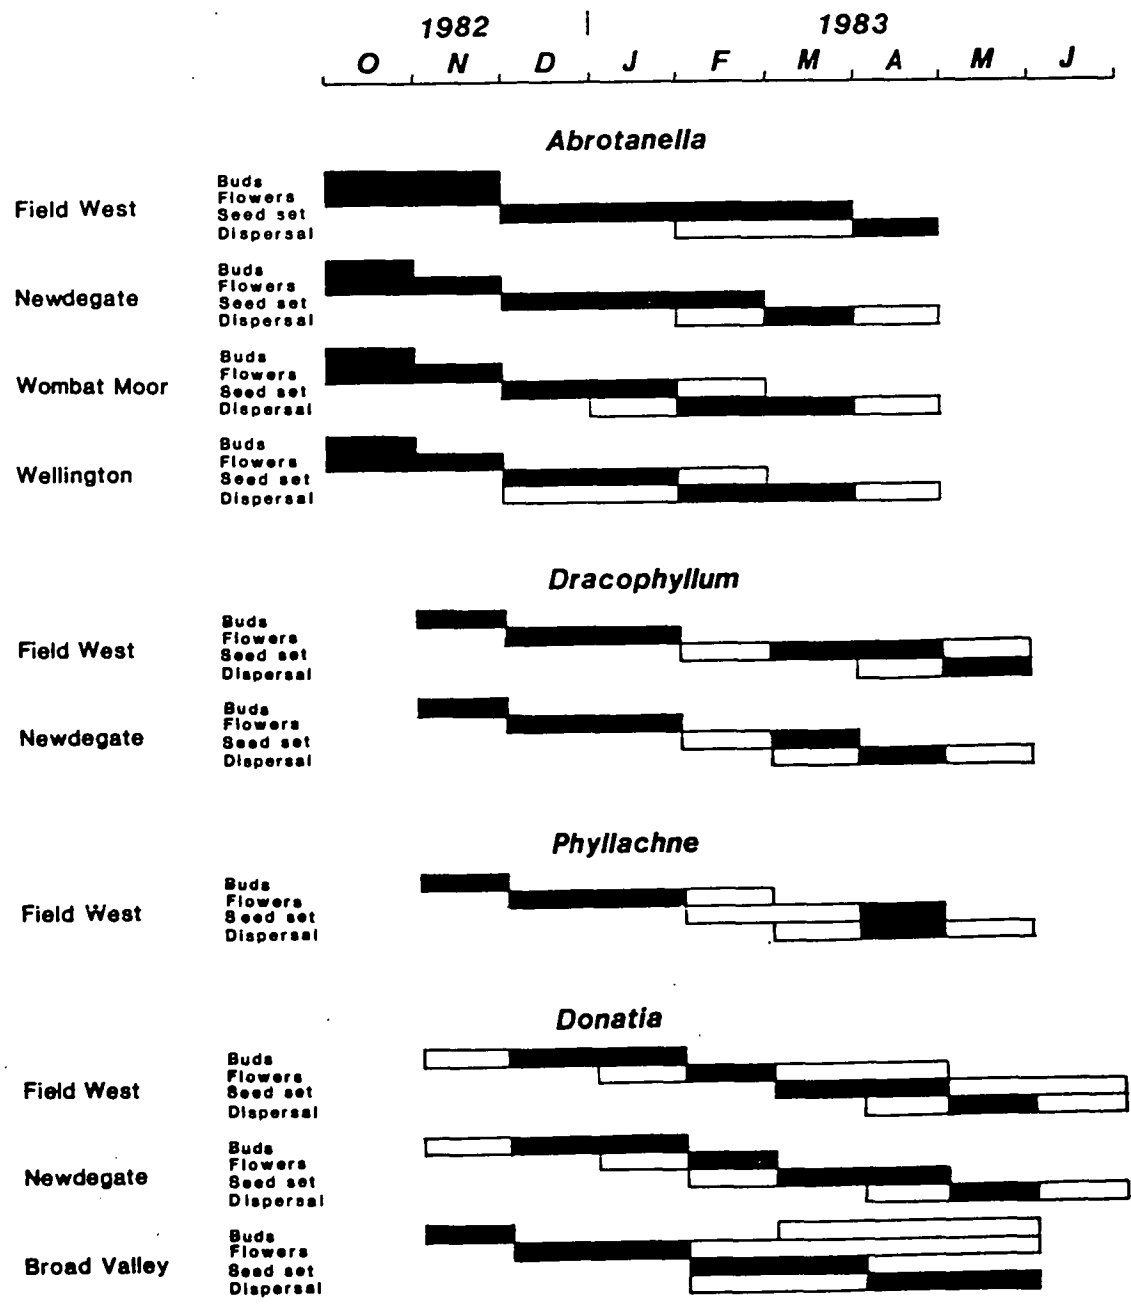 1982 | 1983
O N D J F M A M J
Abrotanella
Field West
Buds
Flowers
Seed set
Dispersal
Newdegate
Buds
Flowers
Seed set
Dispersal
Wombat Moor
Buds
Flowers
Seed set
Dispersal
Wellington
Buds
Flowers
Seed set
Dispersal
Dracophyllum
Field West
Buds
Flowers
Seed set
Dispersal
Newdegate
Buds
Flowers
Seed set
Dispersal
Phyllachne
Field West
Buds
Flowers
Seed set
Dispersal
Donatia
Field West
Buds
Flowers
Seed set
Dispersal
Newdegate
Buds
Flowers
Seed set
Dispersal
Broad Valley
Buds
Flowers
Seed set
Dispersal